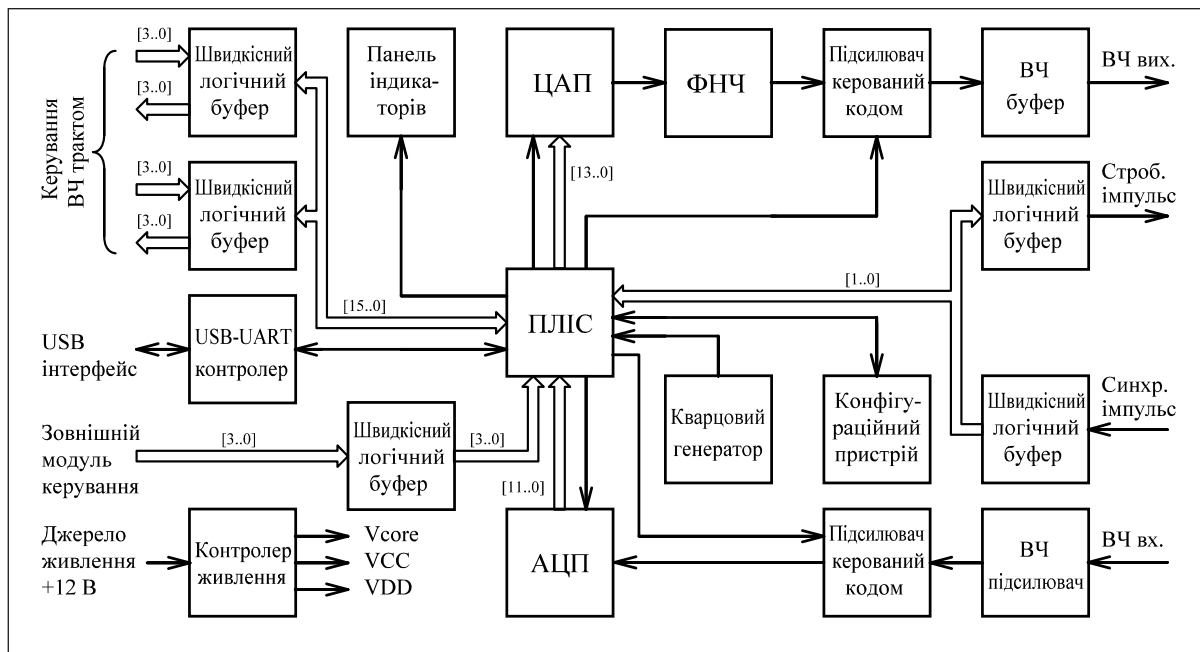 [3..0]
Швидкісний
логічний
буфер
[3..0]
Керування
ВЧ трактом
[3..0]
Швидкісний
логічний
буфер
[3..0]
Панель
індика-
торів
ЦАП
ФНЧ
Підсилювач
керований
кодом
ВЧ
буфер
ВЧ вих.
[13..0]
Швидкісний
логічний
буфер
Строб.
імпульс
[1..0]
[15..0]
ПЛІС
USB
інтерфейс
USB-UART
контролер
Кварцовий
генератор
Конфігу-
раційний
пристрій
Швидкісний
логічний
буфер
Синхр.
імпульс
Зовнішній
модуль
керування
[3..0]
Швидкісний
логічний
буфер
[3..0]
[11..0]
Джерело
живлення
+12 В
Контролер
живлення
Vcore
VCC
VDD
АЦП
Підсилювач
керований
кодом
ВЧ
підсилювач
ВЧ вх.